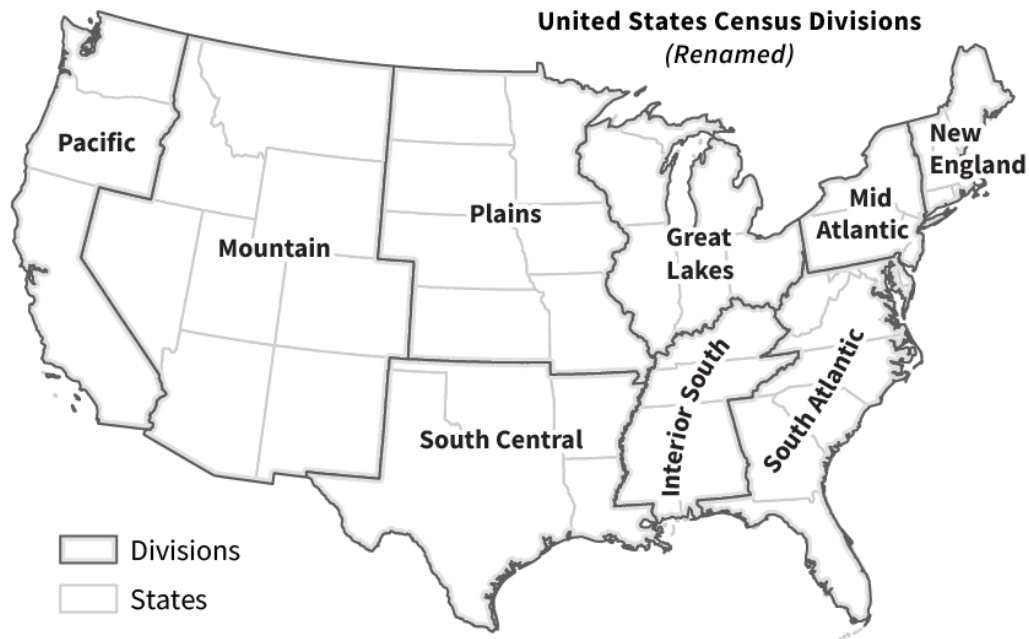 United States Census Divisions
(Renamed)
Pacific
Mountain
Plains
Great
Lakes
New
England
Mid
Atlantic
South Central
Interior South
South Atlantic
Divisions
States